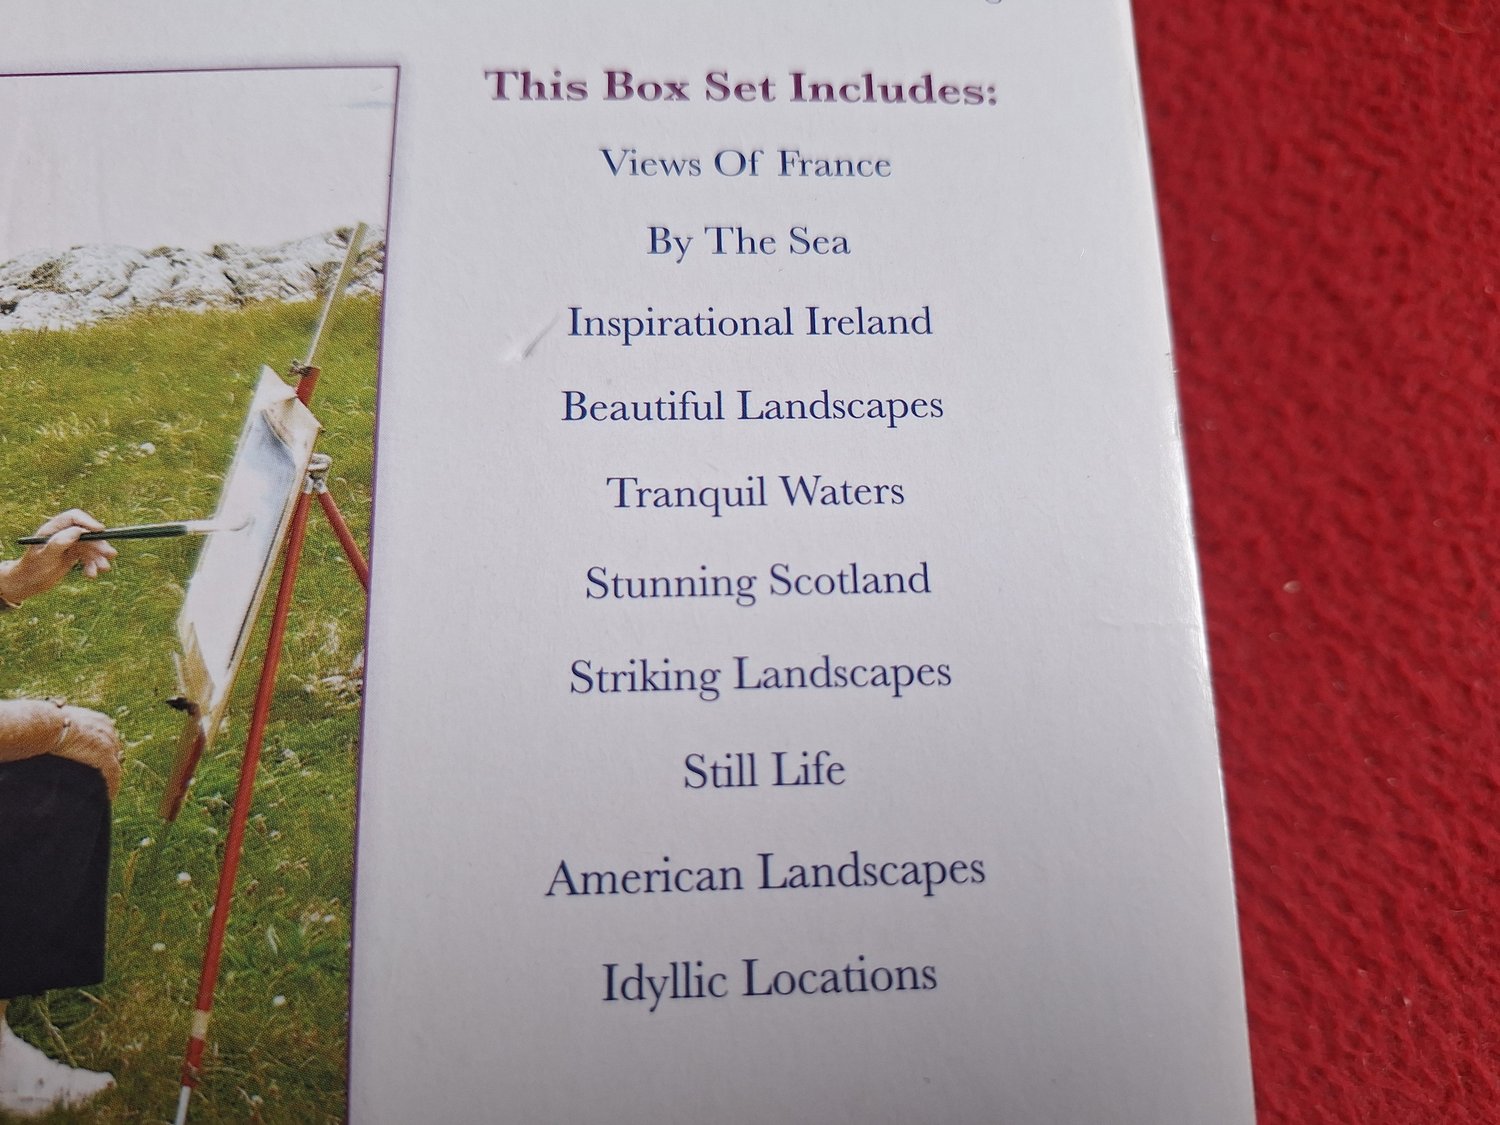 This Box Set Includes:
Views Of France
By The Sea
Inspirational Ireland
Beautiful Landscapes
Tranquil Waters
Stunning Scotland
Striking Landscapes
Still Life
American Landscapes
Idyllic Locations